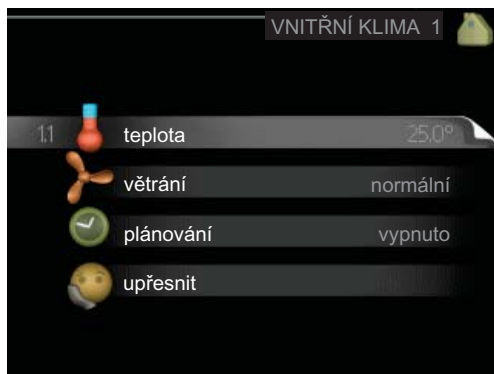 VNITŘNÍ KLIMA 1
1.1 teplota 25.0°
větrání normální
plánování vypnuto
upřesnit